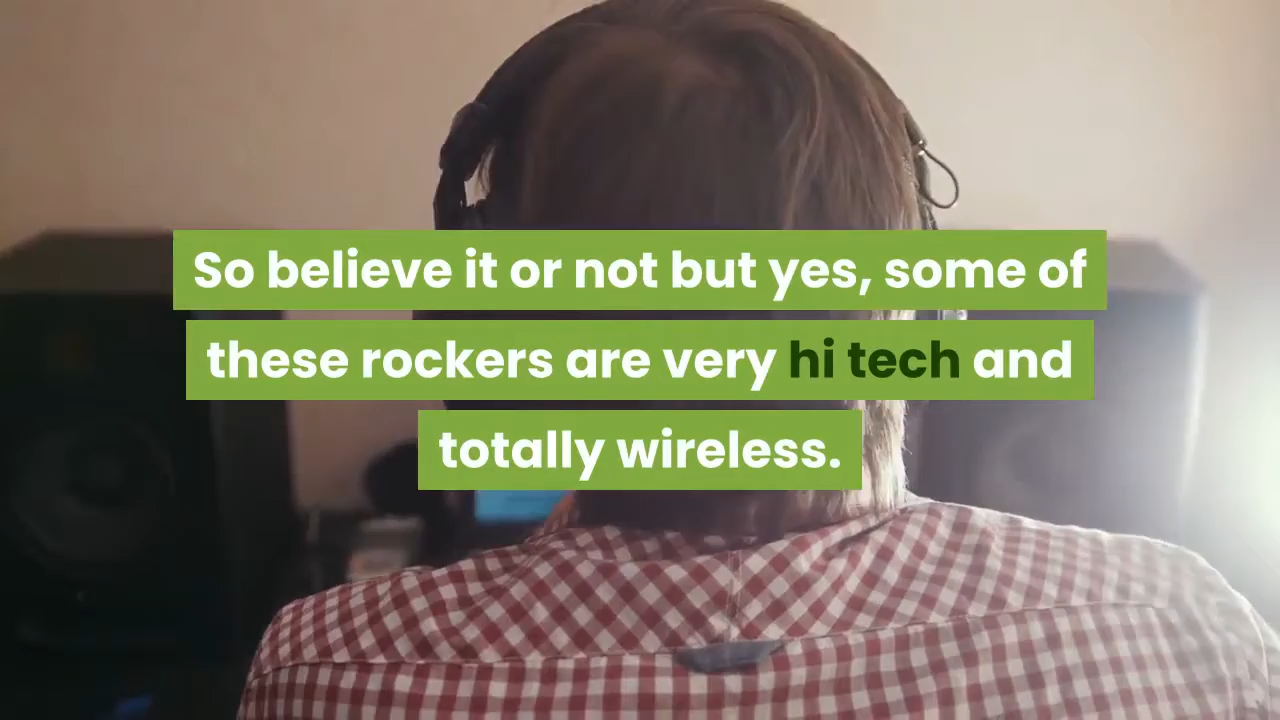 So believe it or not but yes, some of
these rockers are very hi tech and
totally wireless.